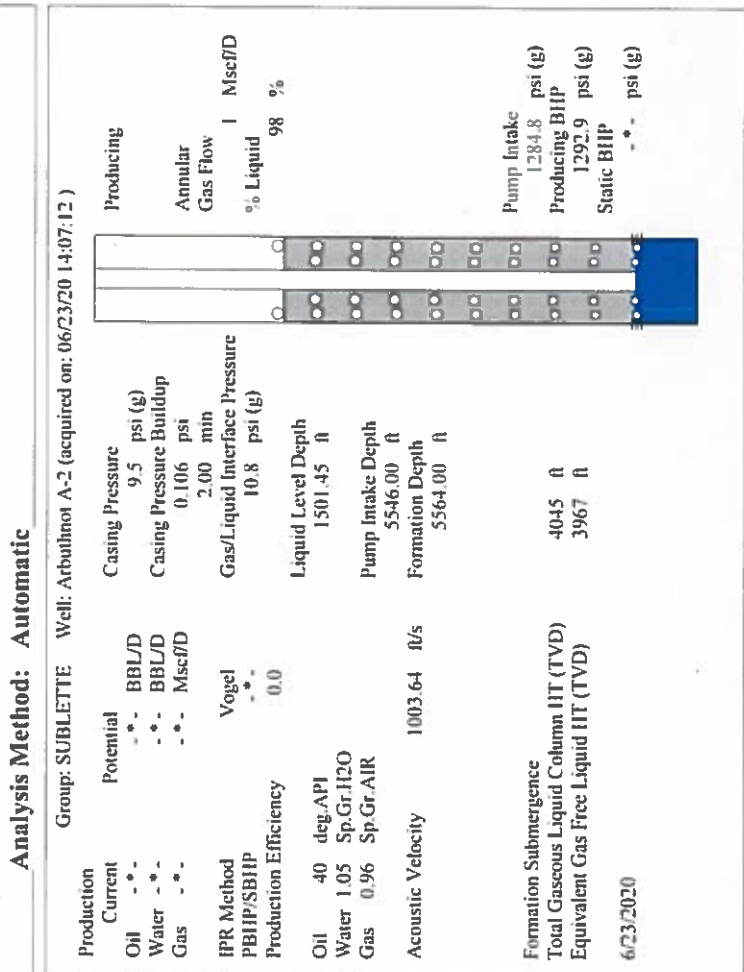 Analysis Method: Automatic
Group: SUBLETTE Well: Arbuthnot A-2 (acquired on: 06/23/20 14:07:12 )
Production
Current Potential
Oil - * - - * - BBL/D
Water - * - - * - BBL/D
Gas - * - - * - Mscf/D
IPR Method Vogel
PBHP/SBHP - * -
Production Efficiency 0.0
Oil 40 deg.API
Water 1.05 Sp.Gr.H2O
Gas 0.96 Sp.Gr.AIR
Acoustic Velocity 1003.64 ft/s
Formation Submergence
Total Gaseous Liquid Column HT (TVD) 4045 ft
Equivalent Gas Free Liquid HT (TVD) 3967 ft
6/23/2020
Casing Pressure
9.5 psi (g)
Casing Pressure Buildup
0.106 psi
2.00 min
Gas/Liquid Interface Pressure
10.8 psi (g)
Liquid Level Depth
1501.45 ft
Pump Intake Depth
5546.00 ft
Formation Depth
5564.00 ft
Producing
Annular
Gas Flow
1 Mscf/D
% Liquid
98 %
Pump Intake
1284.8 psi (g)
Producing BHP
1292.9 psi (g)
Static BHP
- * - psi (g)